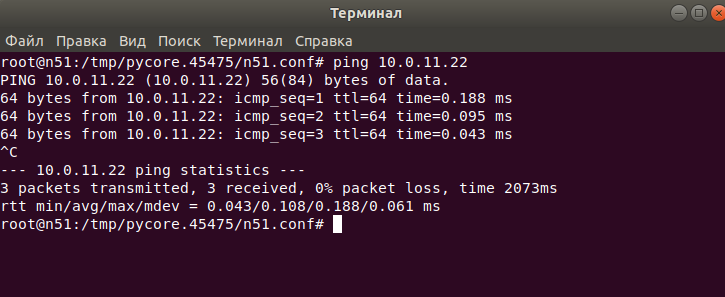 Терминал
Файл Правка Вид Поиск Терминал Справка
root@n51:/tmp/pycore.45475/n51.conf# ping 10.0.11.22
PING 10.0.11.22 (10.0.11.22) 56(84) bytes of data.
64 bytes from 10.0.11.22: icmp_seq=1 ttl=64 time=0.188 ms
64 bytes from 10.0.11.22: icmp_seq=2 ttl=64 time=0.095 ms
64 bytes from 10.0.11.22: icmp_seq=3 ttl=64 time=0.043 ms
^C
--- 10.0.11.22 ping statistics ---
3 packets transmitted, 3 received, 0% packet loss, time 2073ms
rtt min/avg/max/mdev = 0.043/0.108/0.188/0.061 ms
root@n51:/tmp/pycore.45475/n51.conf#